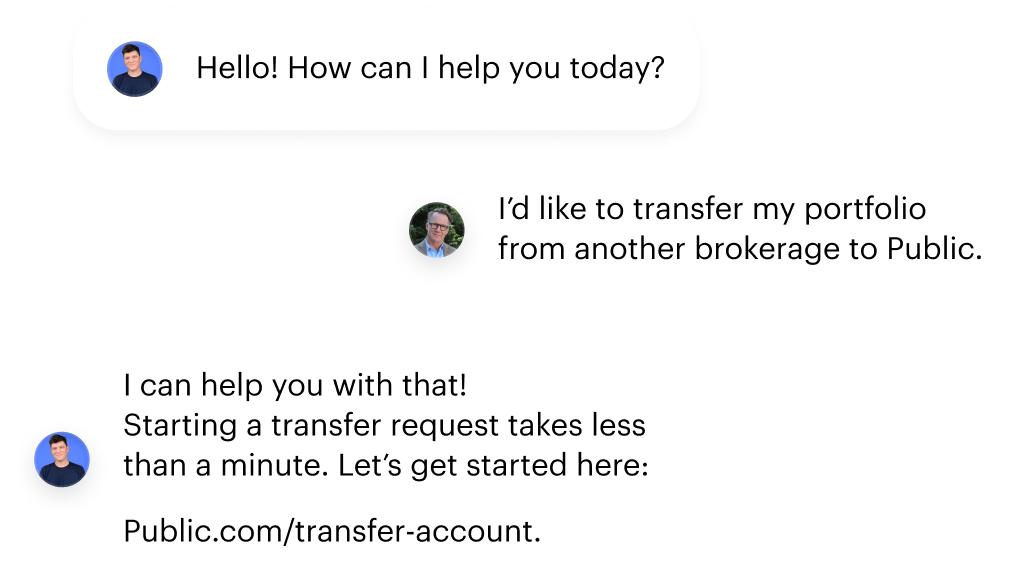 Hello! How can I help you today?
I’d like to transfer my portfolio
from another brokerage to Public.
I can help you with that!
Starting a transfer request takes less
than a minute. Let’s get started here:
Public.com/transfer-account.